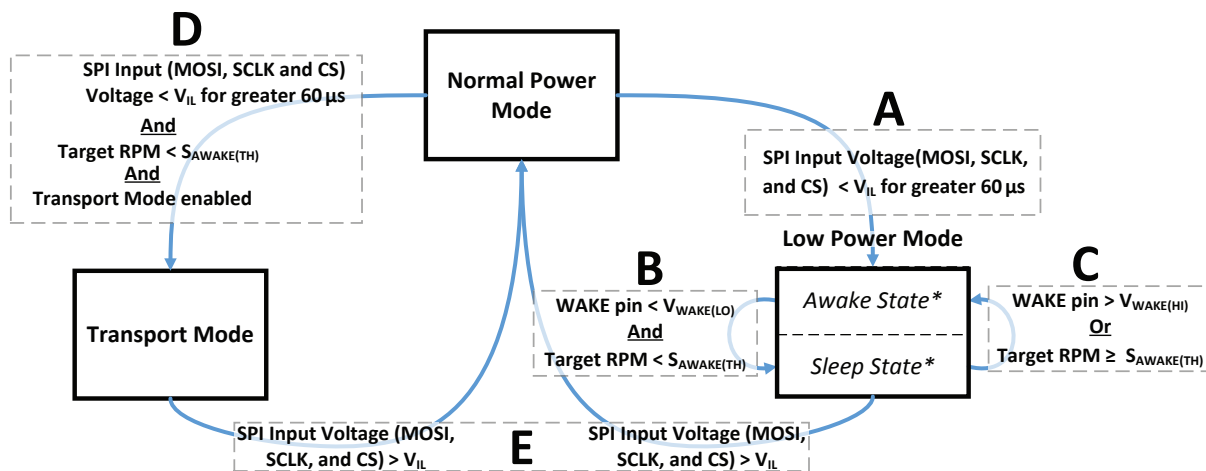 D
SPI Input (MOSI, SCLK and CS)
Voltage < VIL for greater 60 µs
And
Target RPM < SAWAKE(TH)
And
Transport Mode enabled
Normal Power
Mode
A
SPI Input Voltage(MOSI, SCLK,
and CS) < VIL for greater 60 µs
Low Power Mode
Transport Mode
B
WAKE pin < VWAKE(LO)
And
Target RPM < SAWAKE(TH)
Awake State*
Sleep State*
C
WAKE pin > VWAKE(HI)
Or
Target RPM ≥ SAWAKE(TH)
SPI Input Voltage (MOSI,
SCLK, and CS) > VIL
E
SPI Input Voltage (MOSI,
SCLK, and CS) > VIL